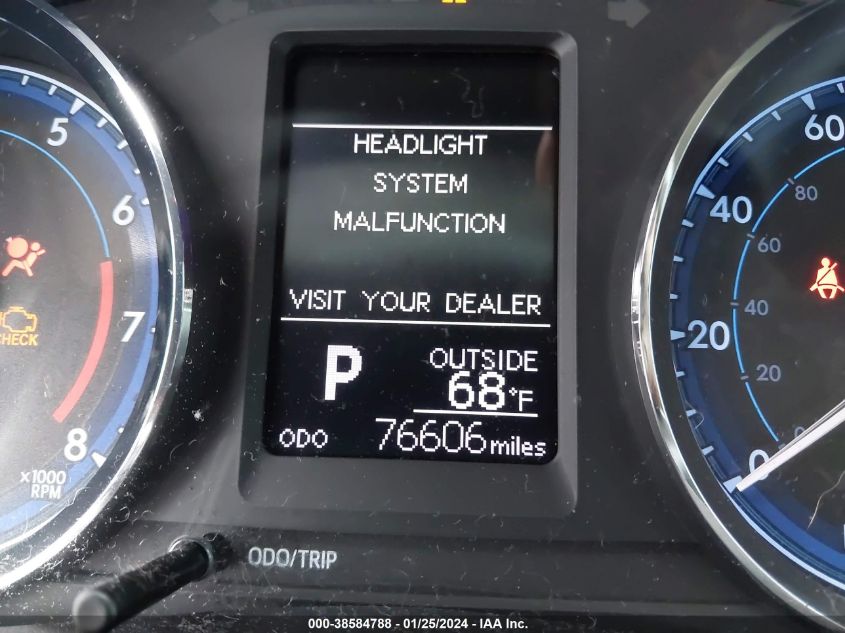 HEADLIGHT
SYSTEM
MALFUNCTION
VISIT YOUR DEALER
P
OUTSIDE
68°F
ODO 76606 miles
5
6
7
8
x1000
RPM
CHECK
60
40
20
0
80
60
40
20
0
ODO/TRIP
000-38584788 - 01/25/2024 - IAA Inc.